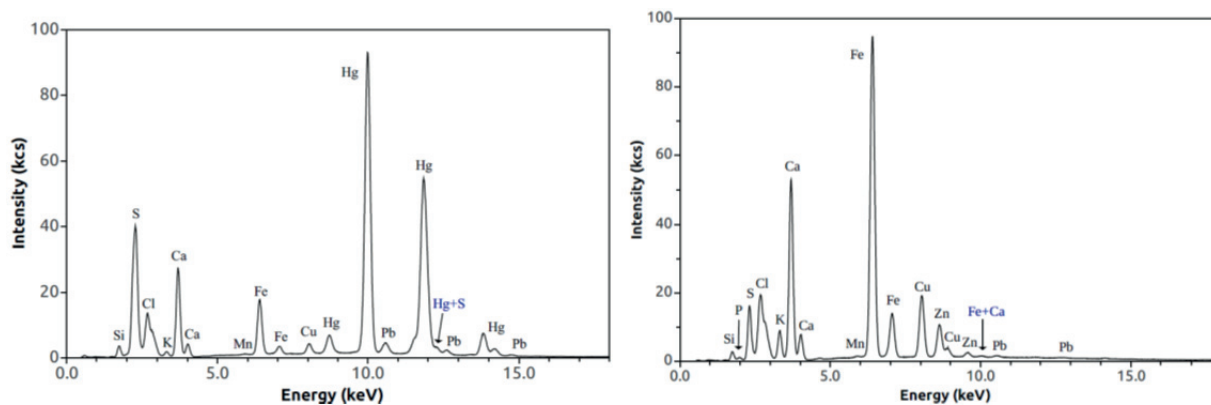 100
80
60
40
20
0
Intensity (kcs)
Hg
Hg
S
Ca
Cl
Si
K
Ca
Fe
Mn
Fe
Cu
Hg
Pb
Hg+S
Pb
Hg
Pb
0.0 5.0 10.0 15.0
Energy (keV)
100
80
60
40
20
0
Intensity (kcs)
Fe
Ca
Cl
S
P
Si
K
Ca
Mn
Fe
Cu
Zn
Cu
Zn
Fe+Ca
Pb
Pb
0.0 5.0 10.0 15.0
Energy (keV)